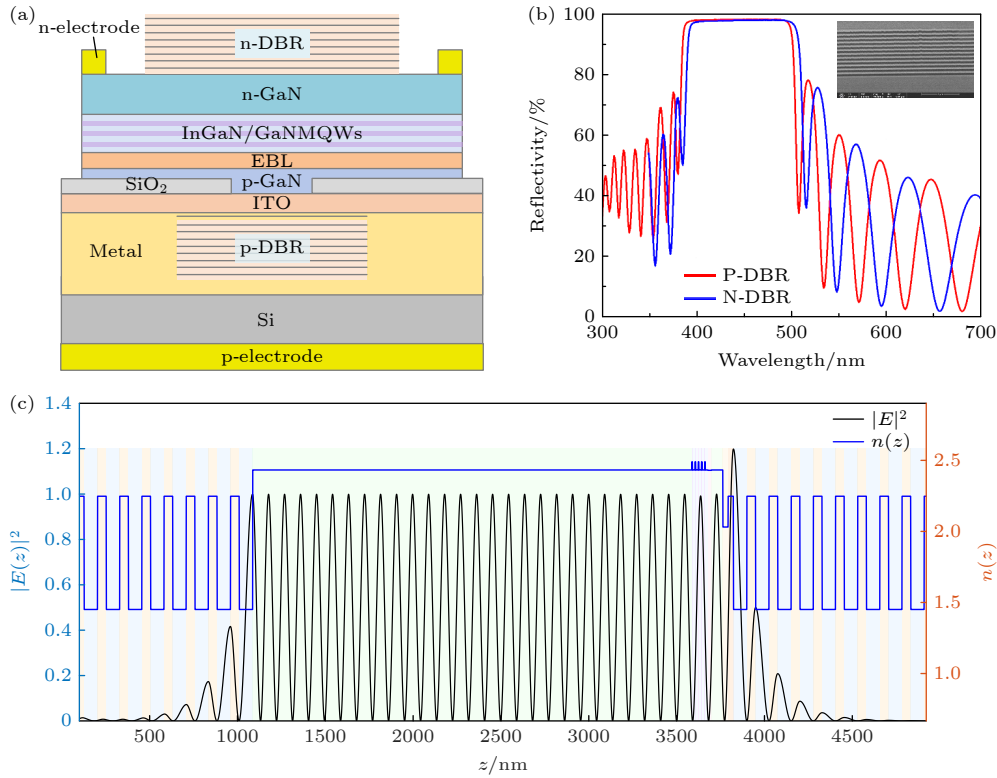 (a)
n-electrode
n-DBR
n-GaN
InGaN/GaNMQWs
EBL
p-GaN
SiO2
ITO
Metal
p-DBR
Si
p-electrode
(b)
100
80
60
40
20
0
Reflectivity/%
P-DBR
N-DBR
300 400 500 600 700
Wavelength/nm
(c)
1.4
1.2
1.0
0.8
0.6
0.4
0.2
0
|E(z)|²
|E|²
n(z)
2.5
2.0
1.5
1.0
n(z)
500 1000 1500 2000 2500 3000 3500 4000 4500
z/nm